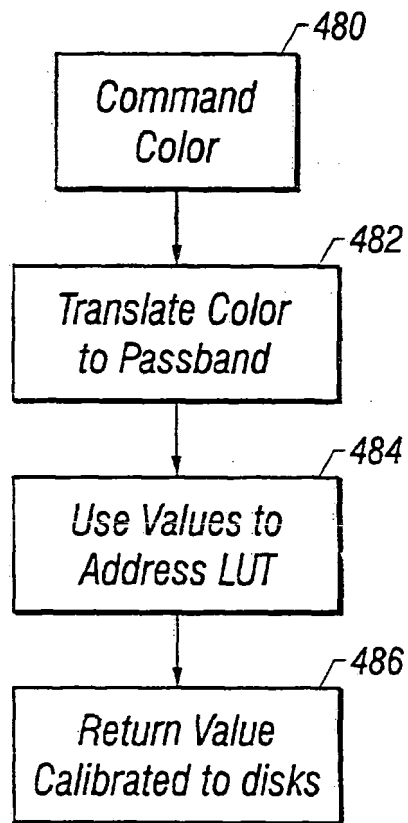 480
Command
Color
482
Translate Color
to Passband
484
Use Values to
Address LUT
486
Return Value
Calibrated to disks